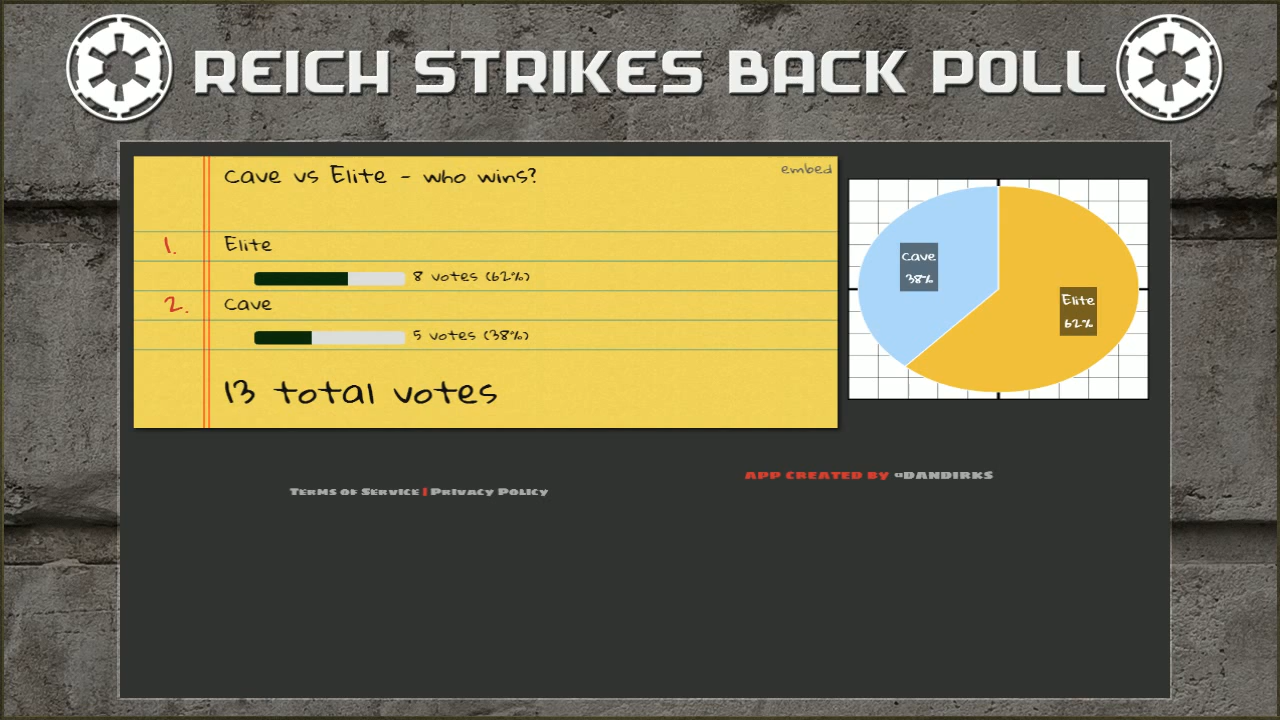 REICH STRIKES BACK POLL
Cave vs Elite - who wins?
embed
1. Elite
8 votes (62%)
2. Cave
5 votes (38%)
13 total votes
Cave
38%
Elite
62%
APP CREATED BY @DANDIRKS
Terms of Service | Privacy Policy